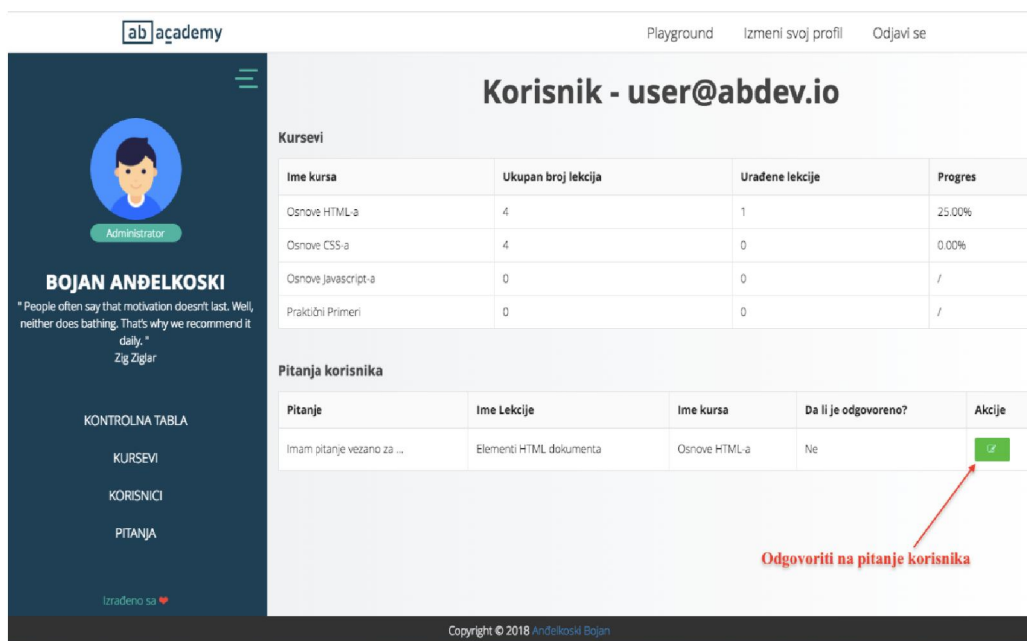 ab academy
Playground Izmeni svoj profil Odjavi se
Administrator
BOJAN ANĐELKOSKI
" People often say that motivation doesn't last. Well,
neither does bathing. That's why we recommend it
daily. "
Zig Ziglar
KONTROLNA TABLA
KURSEVI
KORISNICI
PITANJA
Izrađeno sa
Korisnik - user@abdev.io
Kursevi
Ime kursa Ukupan broj lekcija Urađene lekcije Progres
Osnove HTML-a 4 1 25.00%
Osnove CSS-a 4 0 0.00%
Osnove Javascript-a 0 0 /
Praktični Primeri 0 0 /
Pitanja korisnika
Pitanje Ime Lekcije Ime kursa Da li je odgovoreno? Akcije
Imam pitanje vezano za ... Elementi HTML dokumenta Osnove HTML-a Ne
Odgovoriti na pitanje korisnika
Copyright © 2018 Anđelkoski Bojan